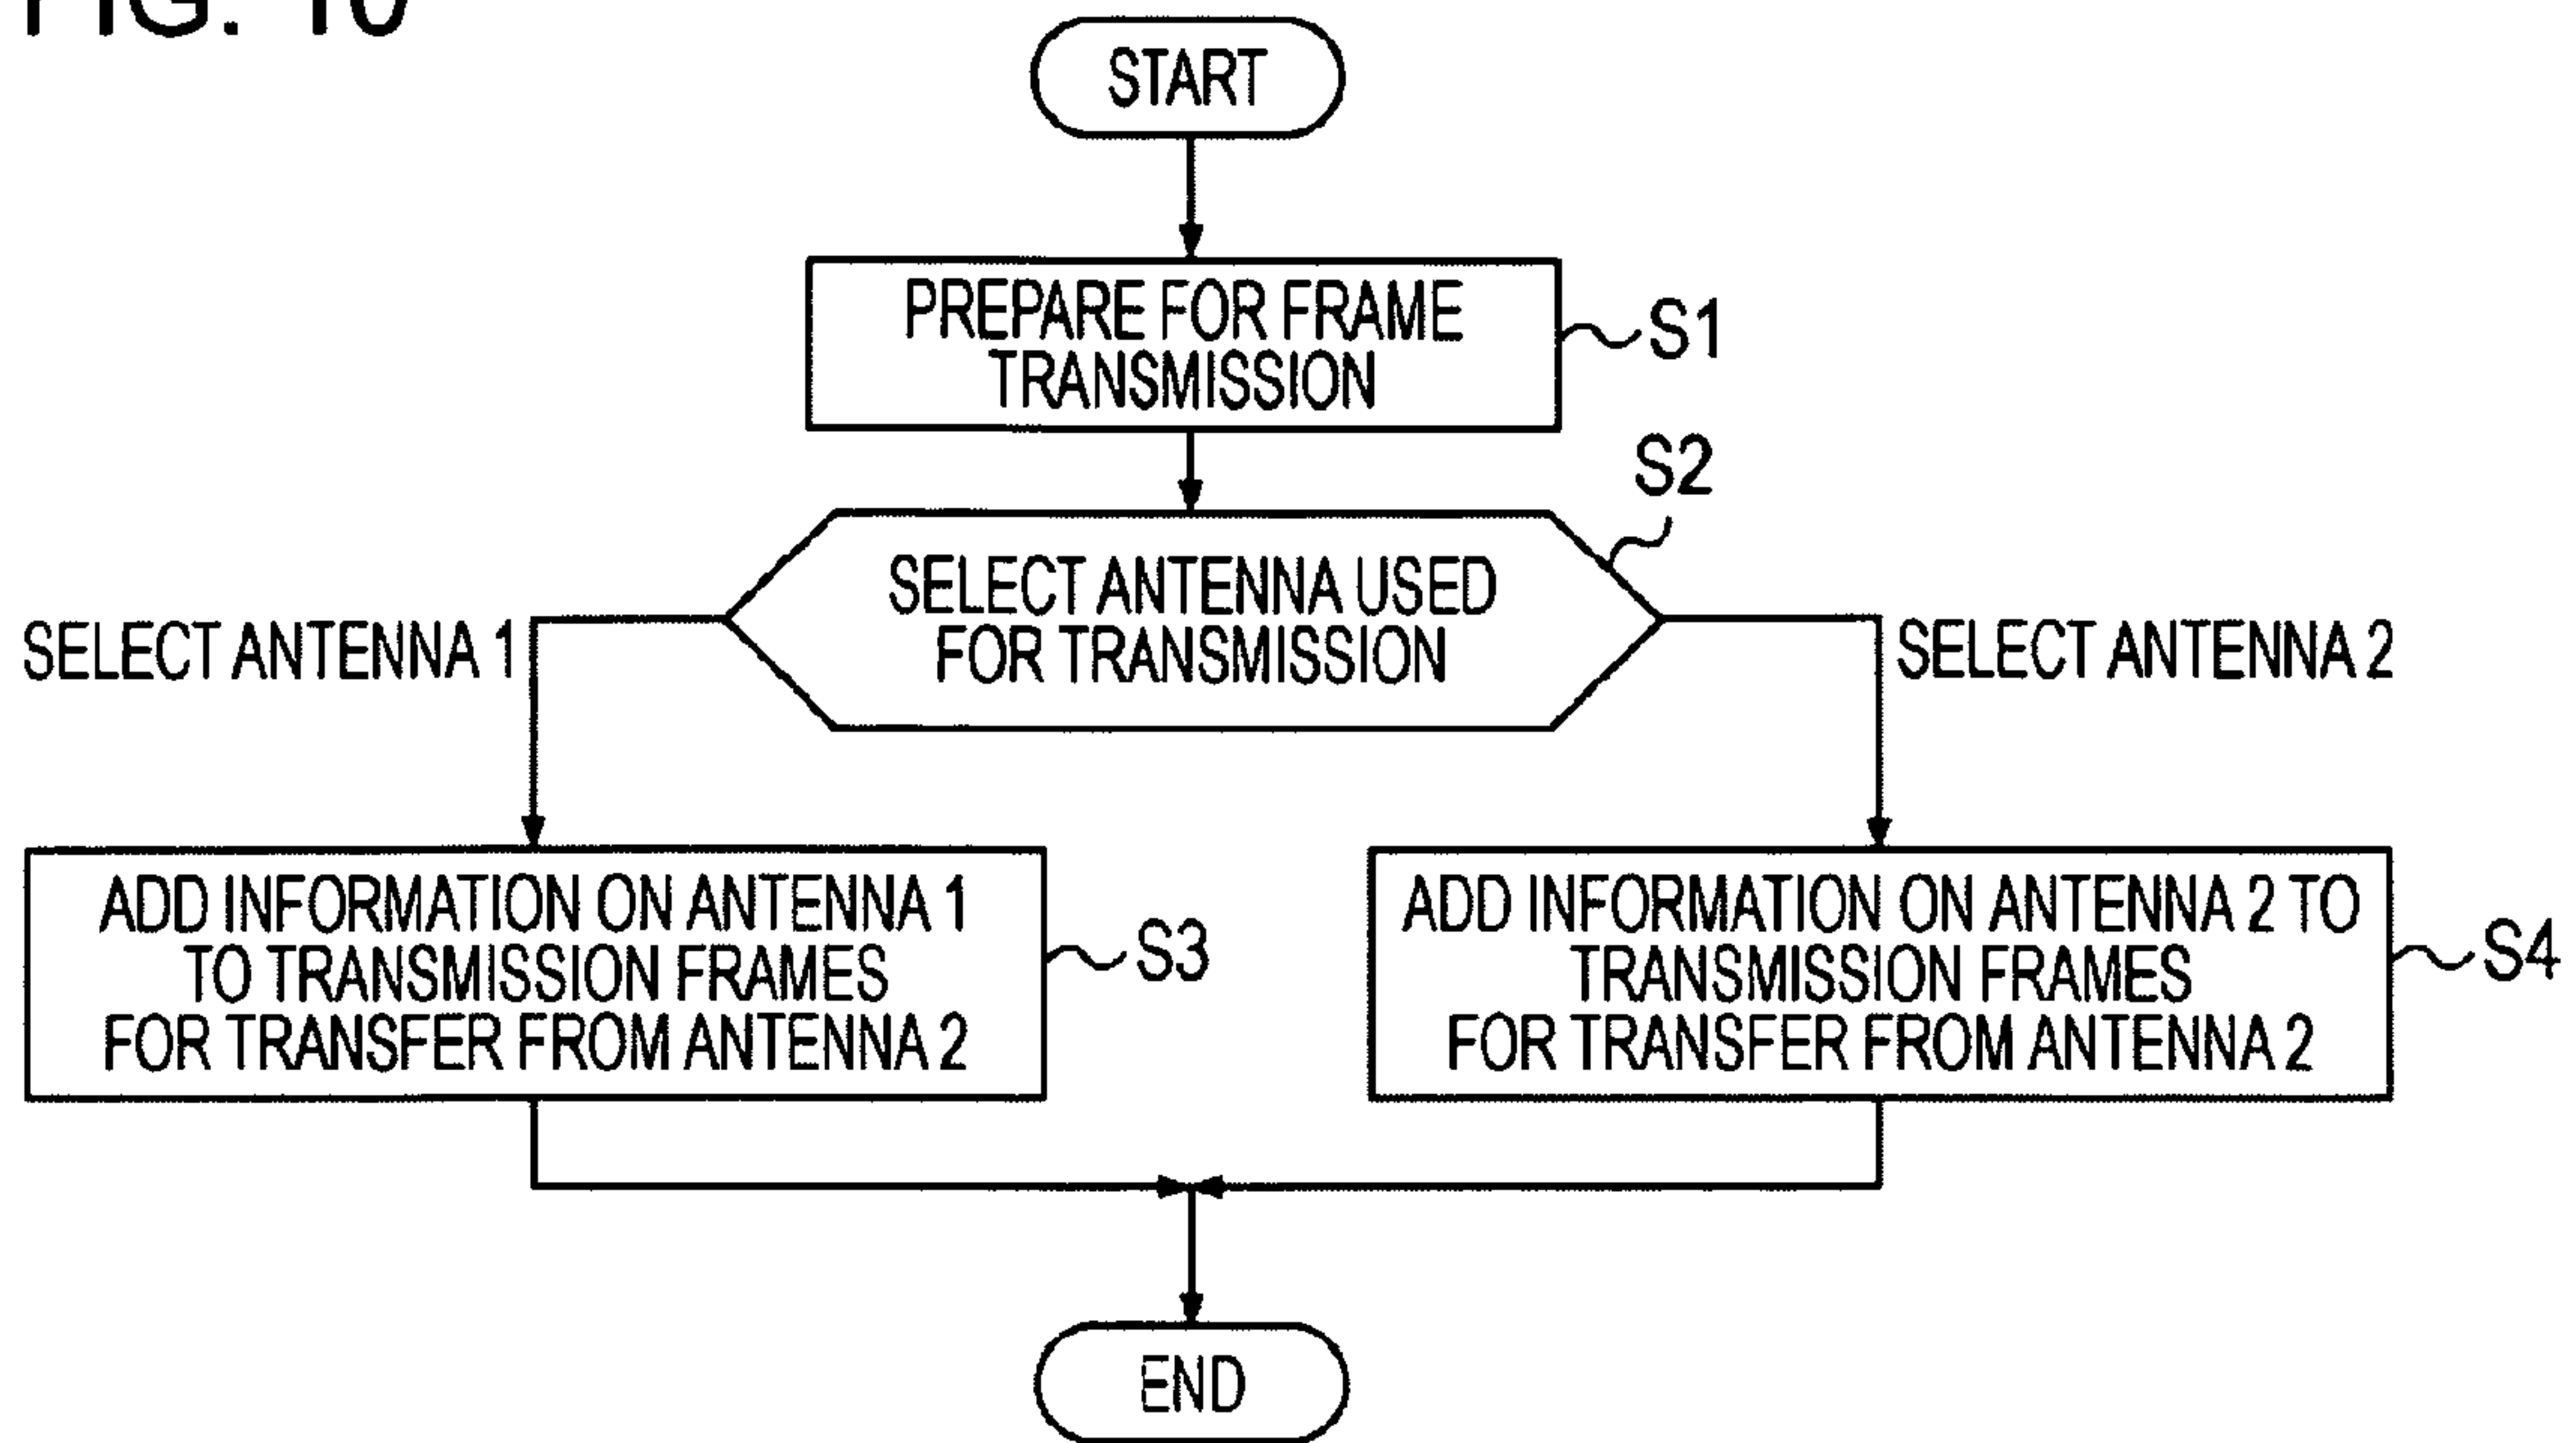 FIG. 10
START
PREPARE FOR FRAME
TRANSMISSION
S1
S2
SELECT ANTENNA USED
FOR TRANSMISSION
SELECT ANTENNA 1
SELECT ANTENNA 2
ADD INFORMATION ON ANTENNA 1
TO TRANSMISSION FRAMES
FOR TRANSFER FROM ANTENNA 2
S3
ADD INFORMATION ON ANTENNA 2 TO
TRANSMISSION FRAMES
FOR TRANSFER FROM ANTENNA 2
S4
END